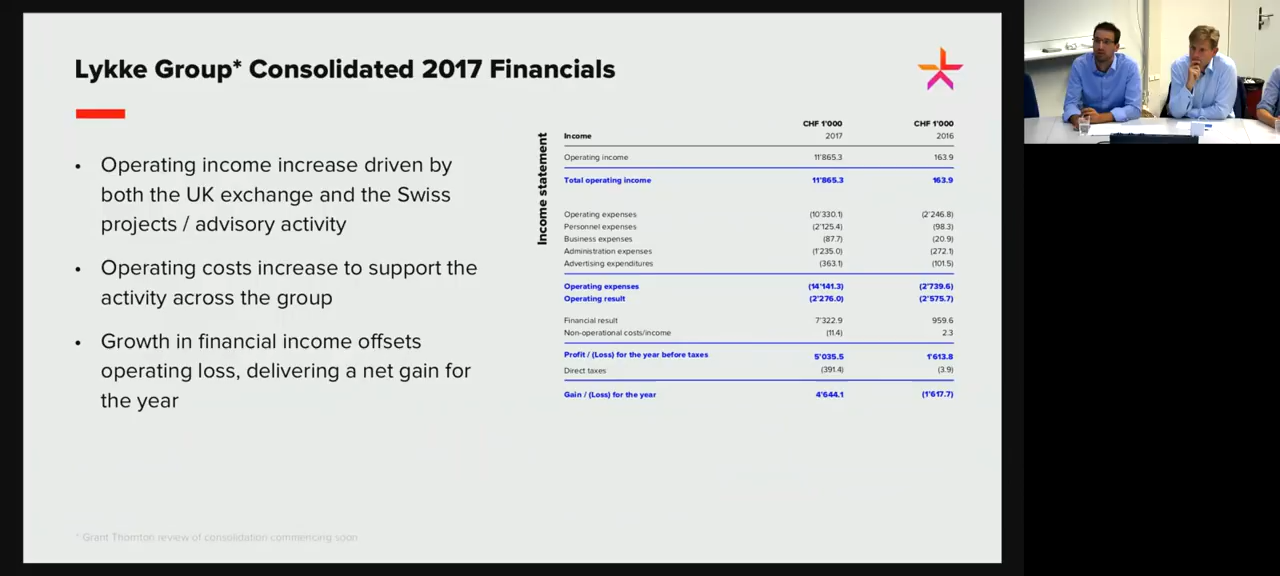 Lykke Group* Consolidated 2017 Financials
• Operating income increase driven by
both the UK exchange and the Swiss
projects / advisory activity
• Operating costs increase to support the
activity across the group
• Growth in financial income offsets
operating loss, delivering a net gain for
the year
Income statement
CHF 1'000 CHF 1'000
Income 2017 2016
Operating income 11'865.3 163.9
Total operating income 11'865.3 163.9
Operating expenses (10'330.1) (2'246.8)
Personnel expenses (2'125.4) (98.3)
Business expenses (87.7) (20.9)
Administration expenses (1'235.0) (272.1)
Advertising expenditures (363.1) (101.5)
Operating expenses (14'141.3) (2'739.6)
Operating result (2'276.0) (2'575.7)
Financial result 7'322.9 959.6
Non-operational costs/income (11.4) 2.3
Profit / (Loss) for the year before taxes 5'035.5 1'613.8
Direct taxes (391.4) (3.9)
Gain / (Loss) for the year 4'644.1 (1'617.7)
* Grant Thornton review of consolidation commencing soon